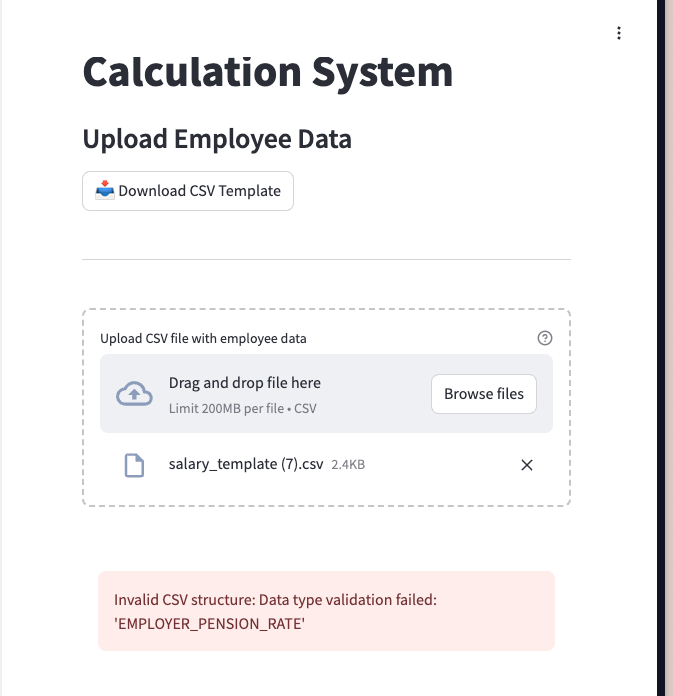 Calculation System
Upload Employee Data
Download CSV Template
Upload CSV file with employee data
Drag and drop file here
Limit 200MB per file • CSV
Browse files
salary_template (7).csv 2.4KB
Invalid CSV structure: Data type validation failed:
'EMPLOYER_PENSION_RATE'